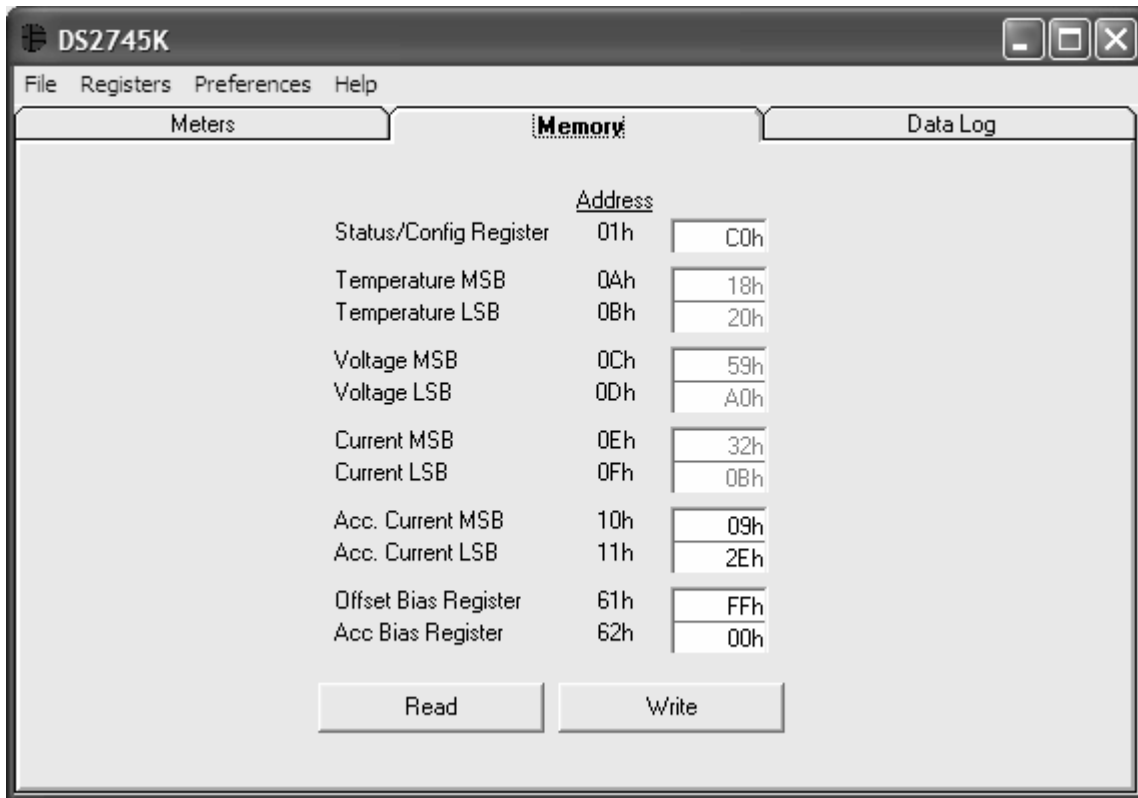 DS2745K
File Registers Preferences Help
Meters Memory Data Log
Address
Status/Config Register 01h C0h
Temperature MSB 0Ah 18h
Temperature LSB 0Bh 20h
Voltage MSB 0Ch 59h
Voltage LSB 0Dh A0h
Current MSB 0Eh 32h
Current LSB 0Fh 0Bh
Acc. Current MSB 10h 09h
Acc. Current LSB 11h 2Eh
Offset Bias Register 61h FFh
Acc Bias Register 62h 00h
Read Write